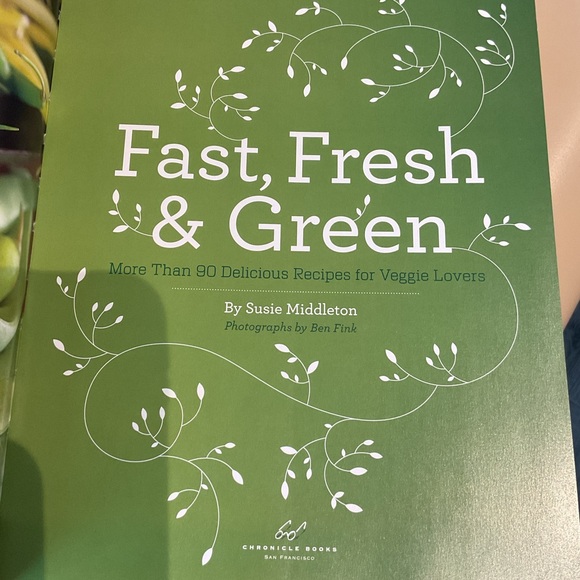 Fast, Fresh
& Green
More Than 90 Delicious Recipes for Veggie Lovers
By Susie Middleton
Photographs by Ben Fink
CHRONICLE BOOKS
SAN FRANCISCO